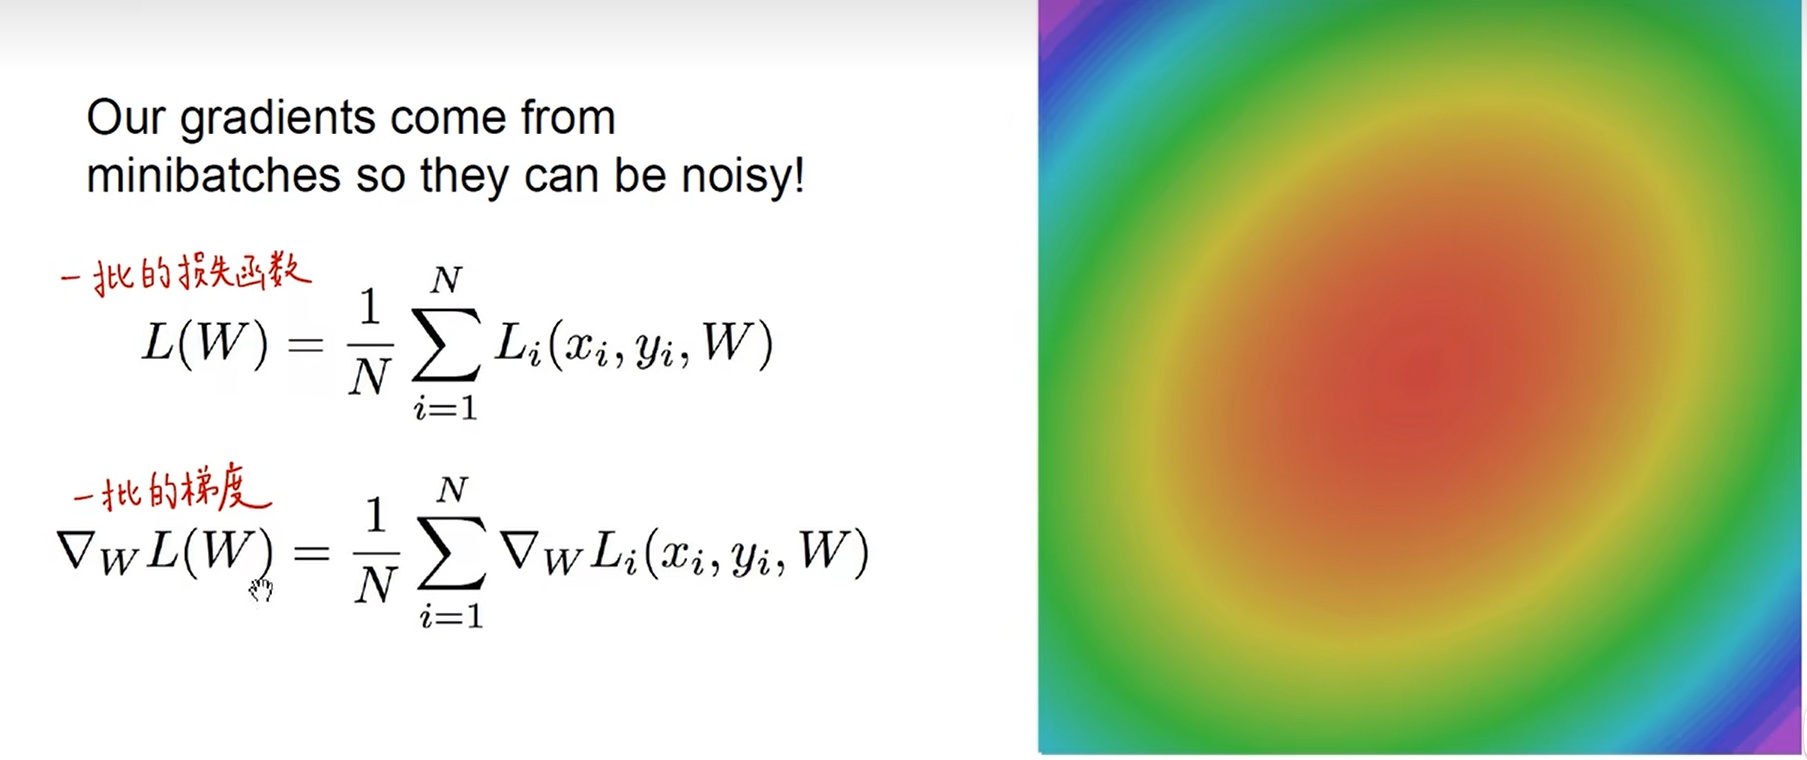 Our gradients come from
minibatches so they can be noisy!
一批的损失函数
L(W) = \frac{1}{N} \sum_{i=1}^{N} L_i(x_i, y_i, W)
一批的梯度
\nabla_W L(W) = \frac{1}{N} \sum_{i=1}^{N} \nabla_W L_i(x_i, y_i, W)